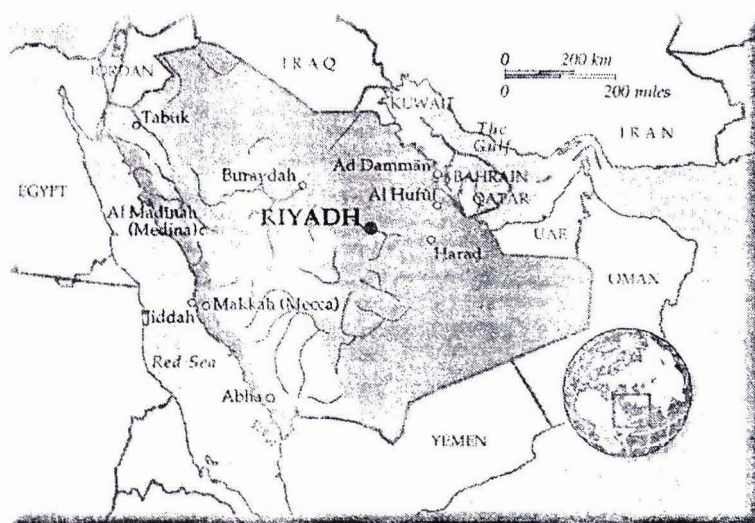 JORDAN
IRAQ
0 200 km
0 200 miles
KUWAIT
The
Gulf
IRAN
Tabuk
Ad Damman
BAHRAIN
Buraydah
EGYPT
Al Hufuf
QATAR
Al Madinah
(Medina)
RIYADH
UAE
Harad
OMAN
Makkah (Mecca)
Jiddah
Red Sea
Abha
YEMEN